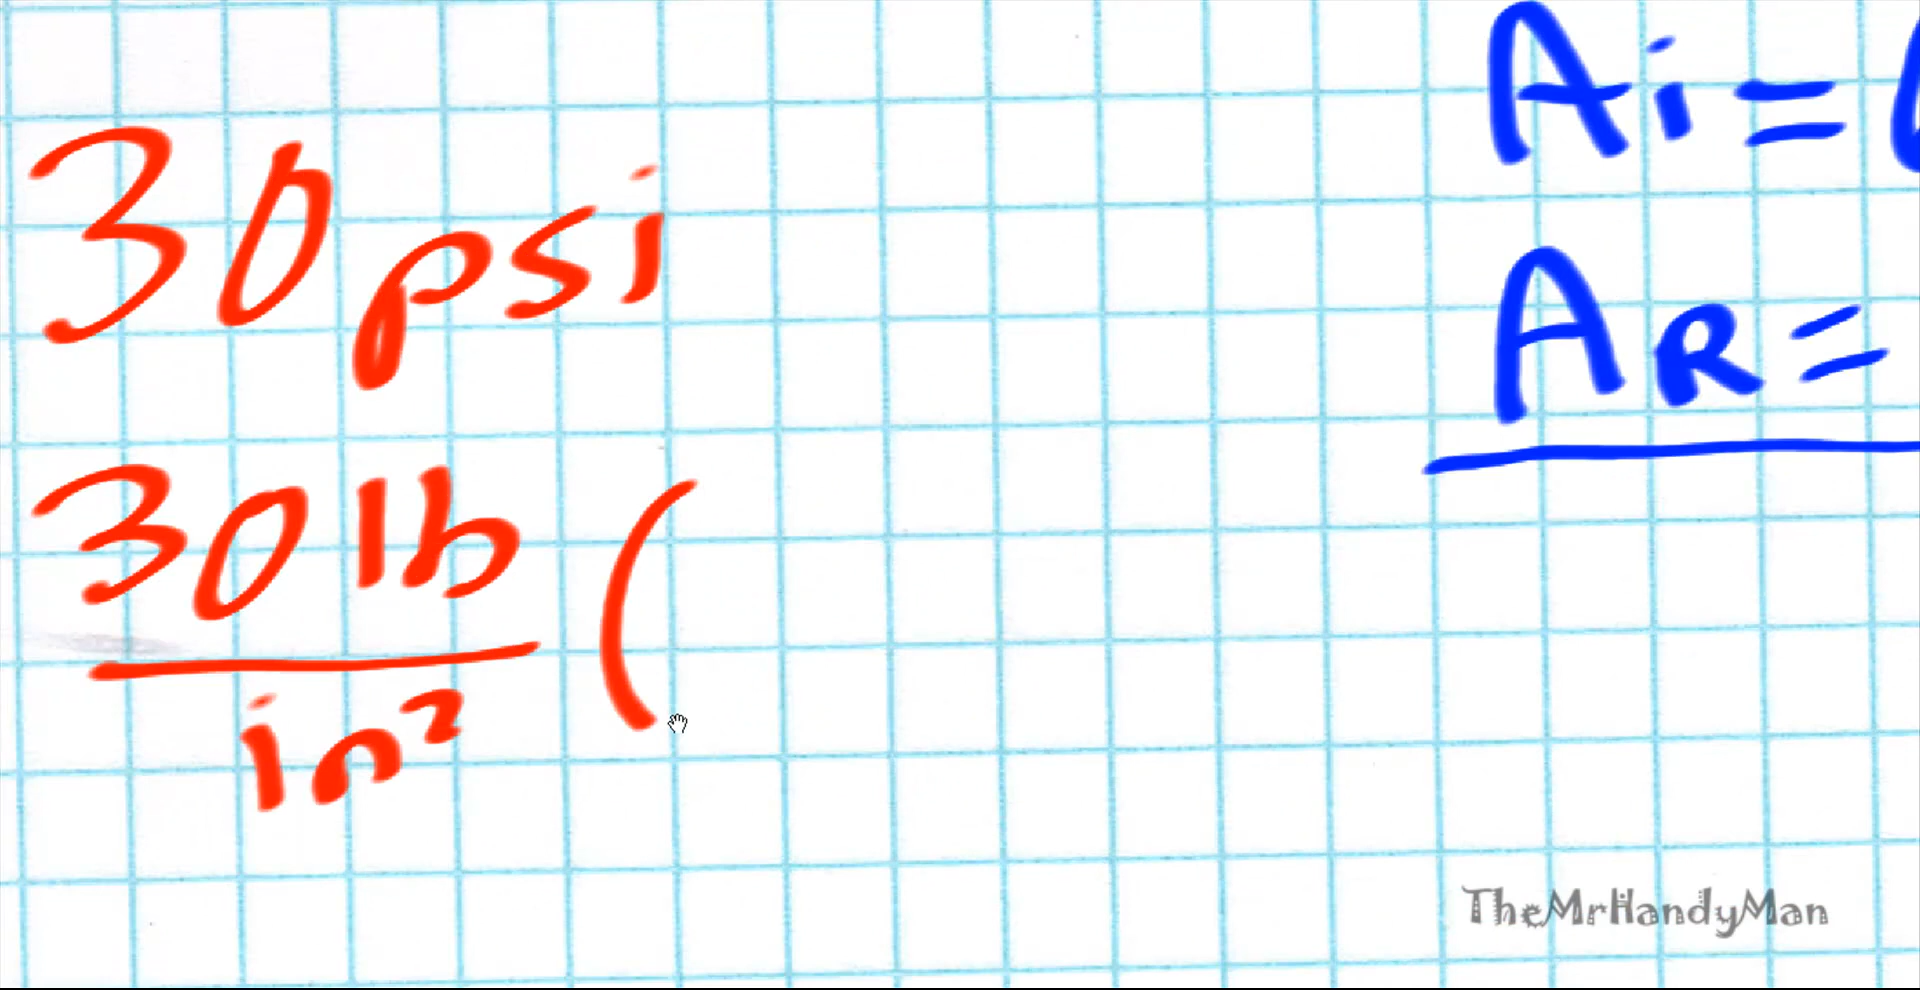 30 psi
30 lb (
in²
Ai = (
AR =
TheMrHandyMan